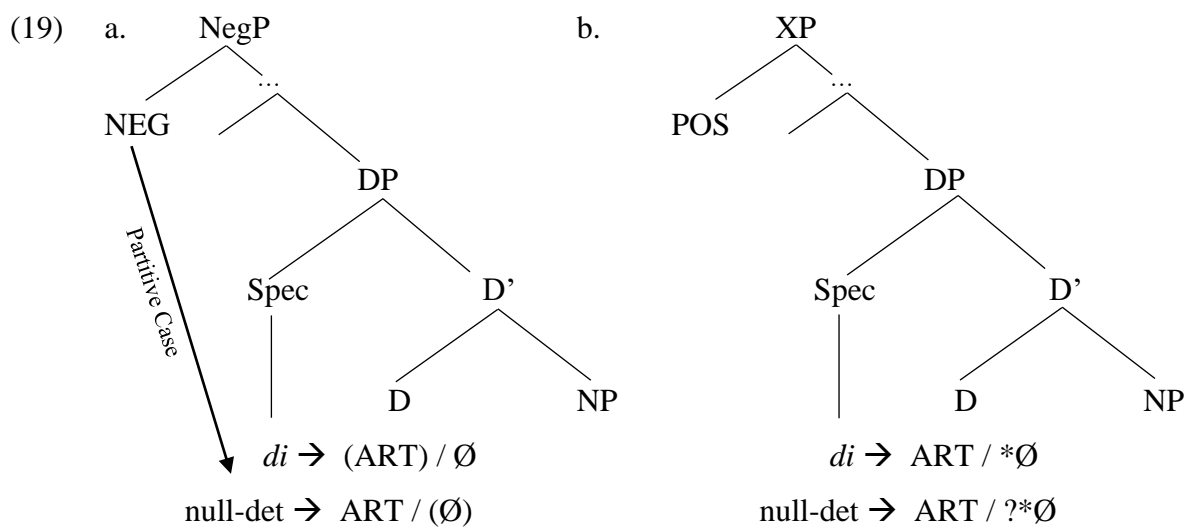 (19) a. NegP b. XP
... ...
NEG POS
DP DP
Partitive Case
Spec D’ Spec D’
D NP D NP
di → (ART) / Ø di → ART / *Ø
null-det → ART / (Ø) null-det → ART / ?*Ø